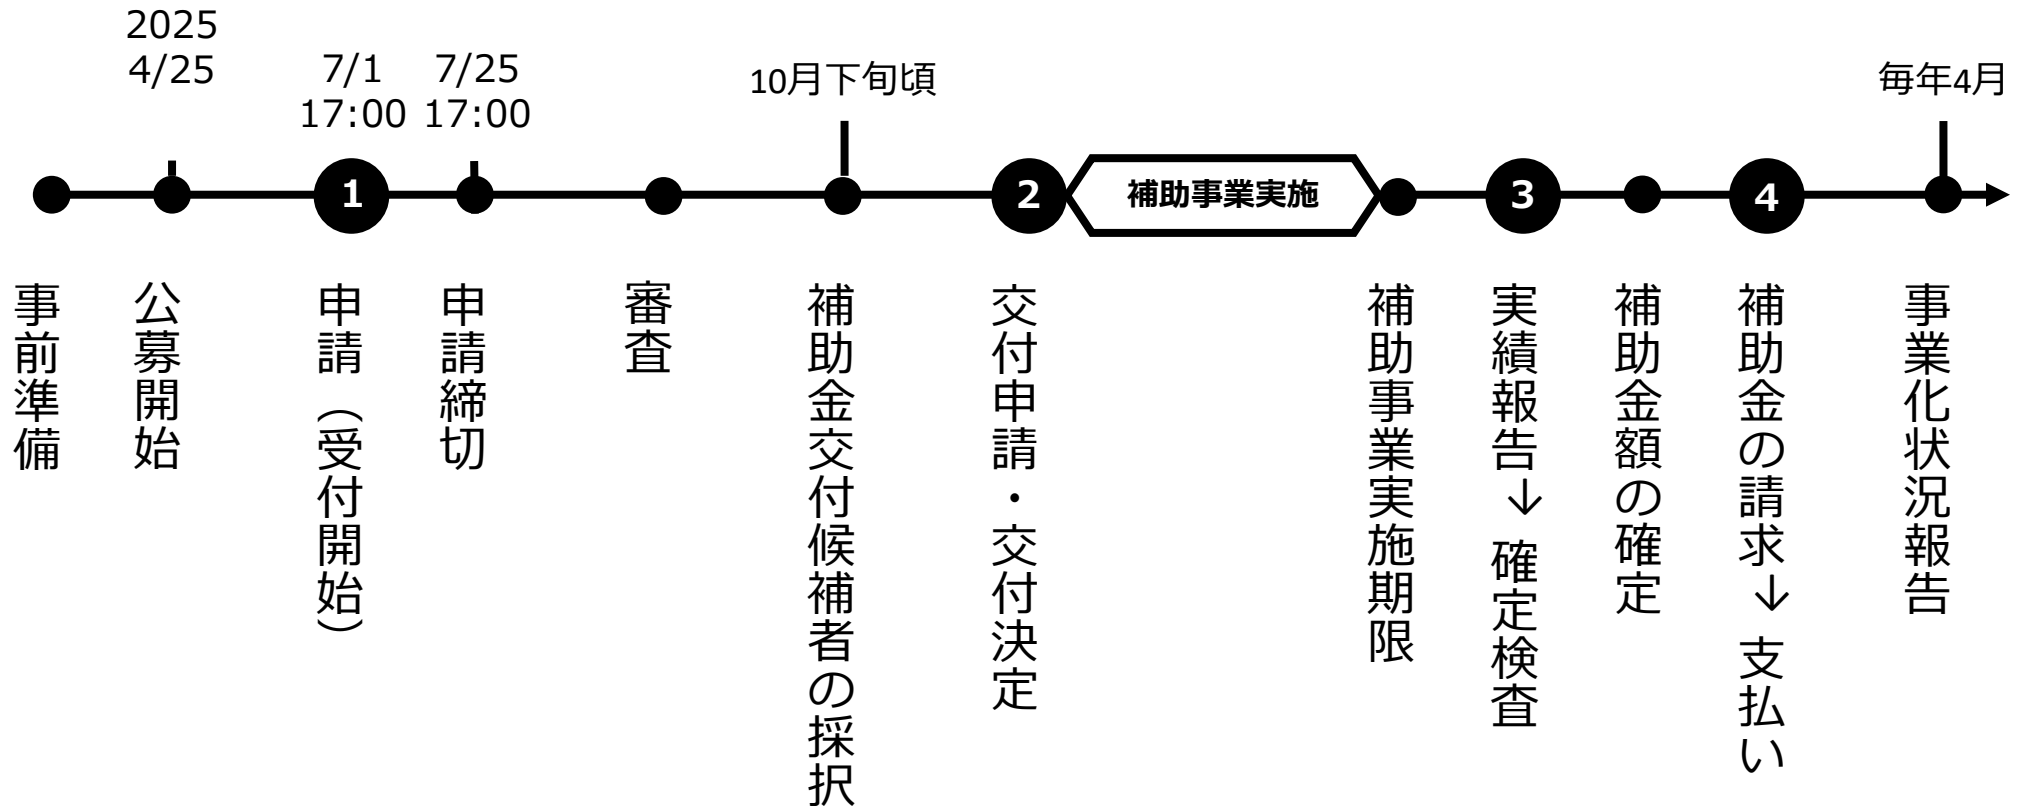 2025
4/25
7/1
17:00
7/25
17:00
10月下旬頃
毎年4月
1
2
補助事業実施
3
4
事前準備
公募開始
申請（受付開始）
申請締切
審査
補助金交付候補者の採択
交付申請・交付決定
補助事業実施期限
実績報告→確定検査
補助金額の確定
補助金の請求→支払い
事業化状況報告